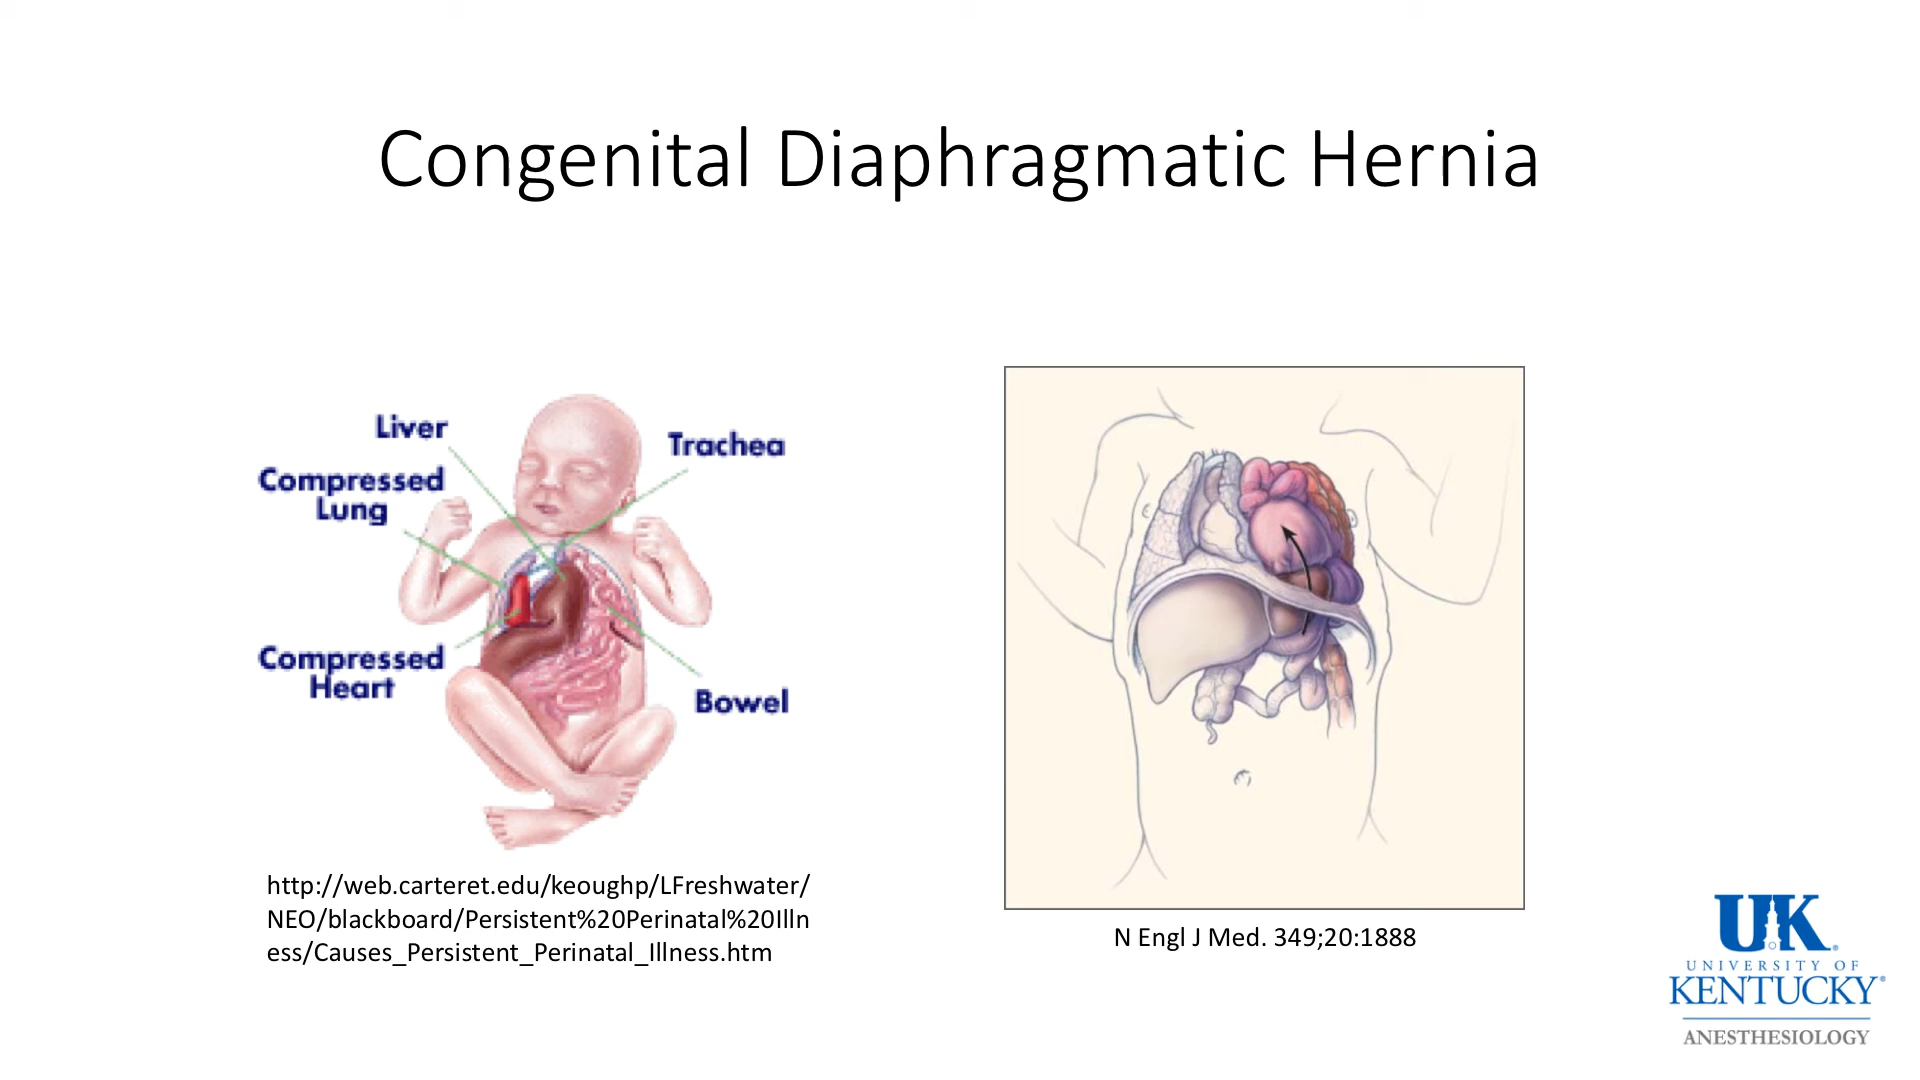 Congenital Diaphragmatic Hernia
Liver
Trachea
Compressed
Lung
Compressed
Heart
Bowel
http://web.carteret.edu/keoughp/LFreshwater/
NEO/blackboard/Persistent%20Perinatal%20Illn
ess/Causes_Persistent_Perinatal_Illness.htm
N Engl J Med. 349;20:1888
UK
UNIVERSITY OF
KENTUCKY®
ANESTHESIOLOGY